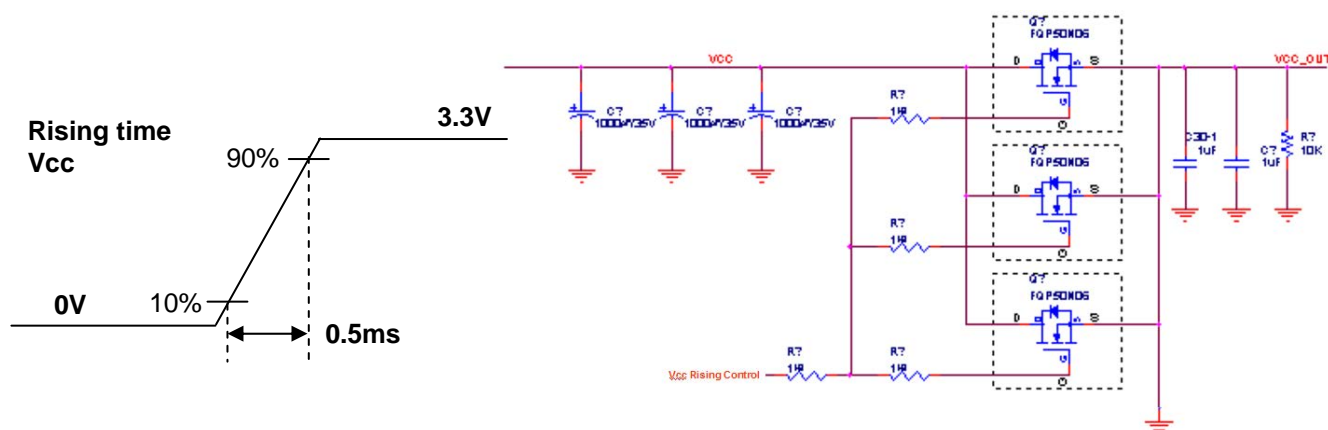 Rising time
Vcc
3.3V
90%
10%
0V
0.5ms
VCC
VCC_OUT
Q?
FQP50N06
D
S
G
R?
1K
C?
1000uF/35V
C?
1000uF/35V
C?
1000uF/35V
C30-1
1uF
C?
1uF
R?
10K
Q?
FQP50N06
D
S
G
R?
1K
Q?
FQP50N06
D
S
G
R?
1K
R?
1K
Vcc Rising Control